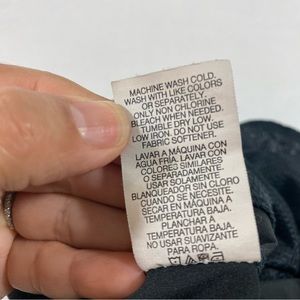 MACHINE WASH COLD.
WASH WITH LIKE COLORS
OR SEPARATELY.
ONLY NON CHLORINE
BLEACH WHEN NEEDED.
TUMBLE DRY LOW.
LOW IRON. DO NOT USE
FABRIC SOFTENER.
LAVAR A MÁQUINA CON
AGUA FRIA. LAVAR CON
COLORES SIMILARES
O SEPARADAMENTE.
USAR SOLAMENTE
BLANQUEADOR SIN CLORO
CUANDO SE NECESITE.
SECAR EN MÁQUINA A
TEMPERATURA BAJA.
PLANCHAR A
TEMPERATURA BAJA.
NO USAR SUAVIZANTE
PARA ROPA.